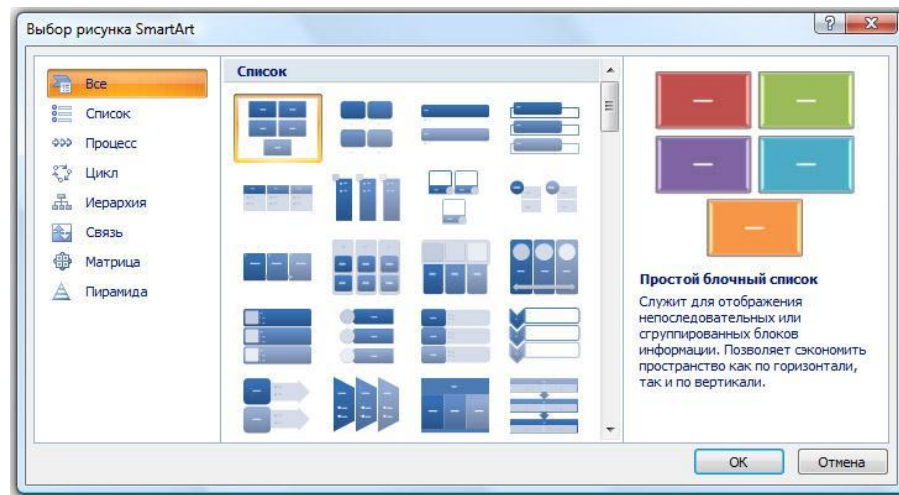 Выбор рисунка SmartArt
Все
Список
Процесс
Цикл
Иерархия
Связь
Матрица
Пирамида
Список
Простой блочный список
Служит для отображения
непоследовательных или
сгруппированных блоков
информации. Позволяет сэкономить
пространство как по горизонтали,
так и по вертикали.
ОК
Отмена